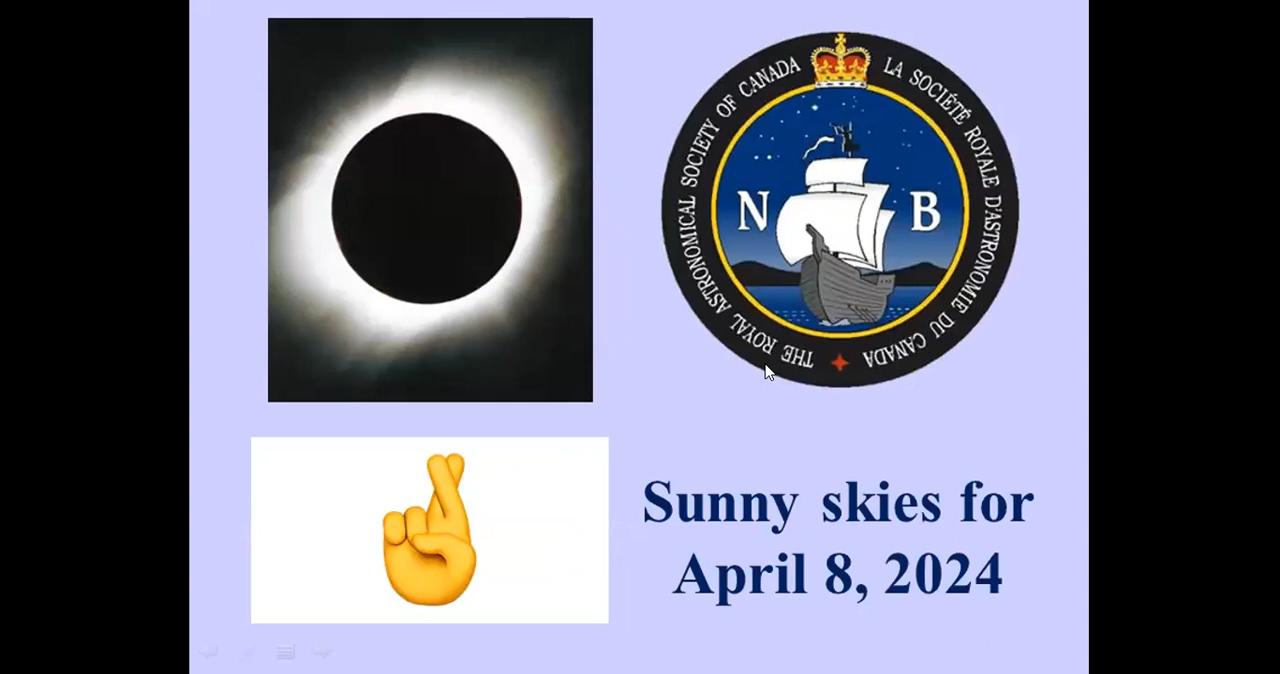 THE ROYAL ASTRONOMICAL SOCIETY OF CANADA
LA SOCIÉTÉ ROYALE D'ASTRONOMIE DU CANADA
N B
Sunny skies for
April 8, 2024